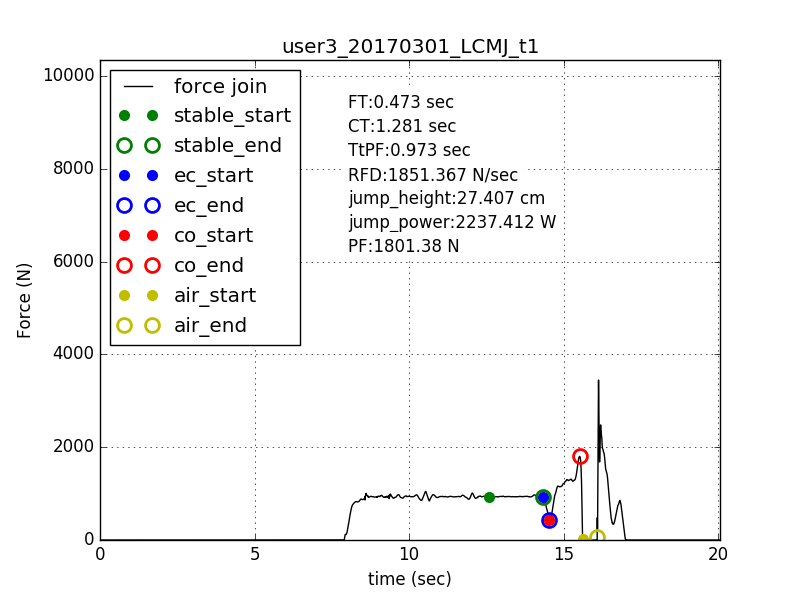 user3_20170301_LCMJ_t1
10000
8000
6000
4000
2000
0
Force (N)
force join
stable_start
stable_end
ec_start
ec_end
co_start
co_end
air_start
air_end
FT:0.473 sec
CT:1.281 sec
TtPF:0.973 sec
RFD:1851.367 N/sec
jump_height:27.407 cm
jump_power:2237.412 W
PF:1801.38 N
0 5 10 15 20
time (sec)